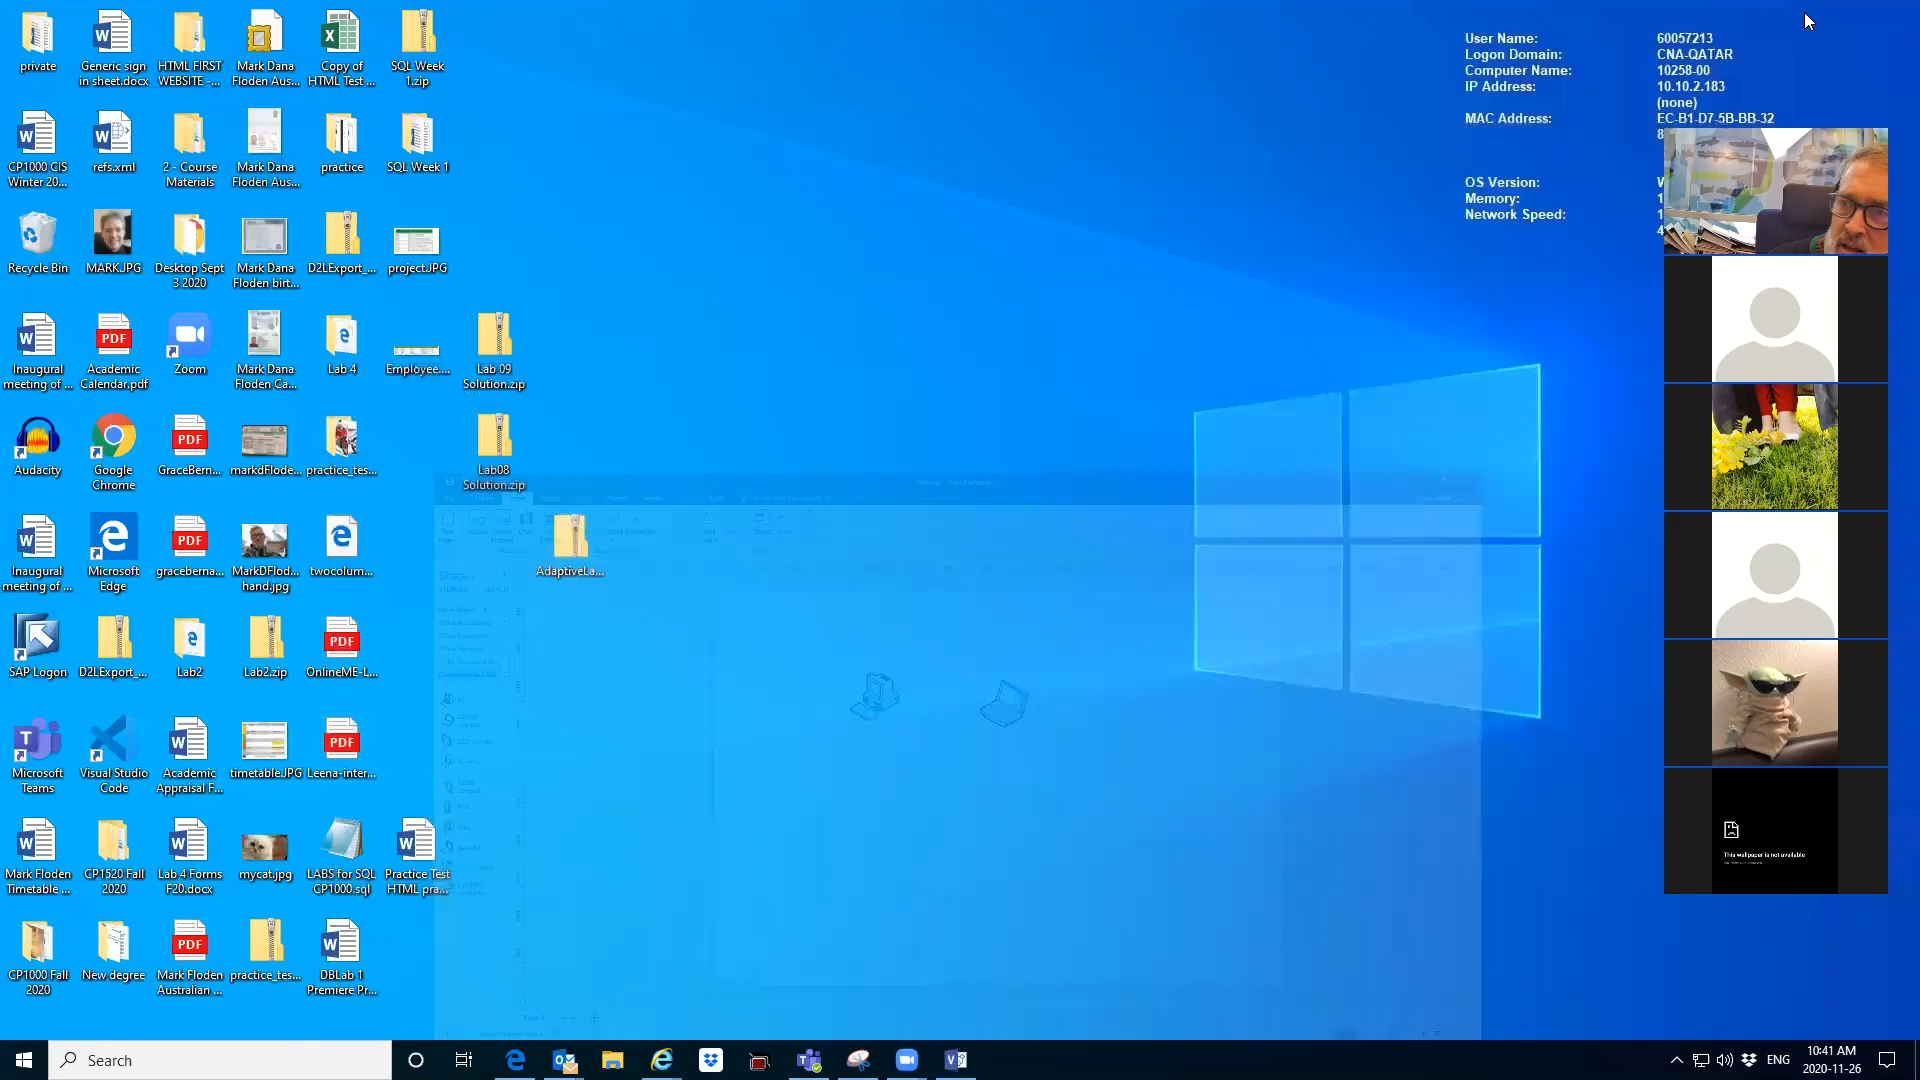 private
Generic sign
in sheet.docx
HTML FIRST
WEBSITE -...
Mark Dana
Floden Aus...
Copy of
HTML Test ...
SQL Week
1.zip
CP1000 CIS
Winter 20...
refs.xml
2 - Course
Materials
Mark Dana
Floden Aus...
practice
SQL Week 1
Recycle Bin
MARK.JPG
Desktop Sept
3 2020
Mark Dana
Floden birt...
D2LExport_...
project.JPG
Inaugural
meeting of ...
Academic
Calendar.pdf
Zoom
Mark Dana
Floden Ca...
Lab 4
Employee....
Lab 09
Solution.zip
Audacity
Google
Chrome
GraceBern...
markdFlode...
practice_tes...
Lab08
Solution.zip
Inaugural
meeting of ...
Microsoft
Edge
graceberna...
MarkDFlod...
hand.jpg
twocolum...
AdaptiveLa...
SAP Logon
D2LExport_...
Lab2
Lab2.zip
OnlineME-L...
Microsoft
Teams
Visual Studio
Code
Academic
Appraisal F...
timetable.JPG
Leena-inter...
Mark Floden
Timetable ...
CP1520 Fall
2020
Lab 4 Forms
F20.docx
mycat.jpg
LABS for SQL
CP1000.sql
Practice Test
HTML pra...
CP1000 Fall
2020
New degree
Mark Floden
Australian ...
practice_tes...
DBLab 1
Premiere Pr...
User Name: 60057213
Logon Domain: CNA-QATAR
Computer Name: 10258-00
IP Address: 10.10.2.183
(none)
MAC Address: EC-B1-D7-5B-BB-32
8
OS Version: W
Memory: 1
Network Speed: 1
4
This wallpaper is not available
Search
ENG
10:41 AM
2020-11-26